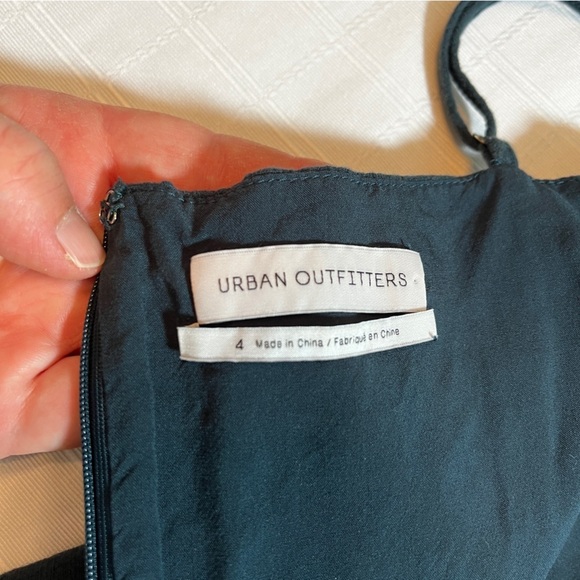 URBAN OUTFITTERS
4 Made in China / Fabriqué en Chine